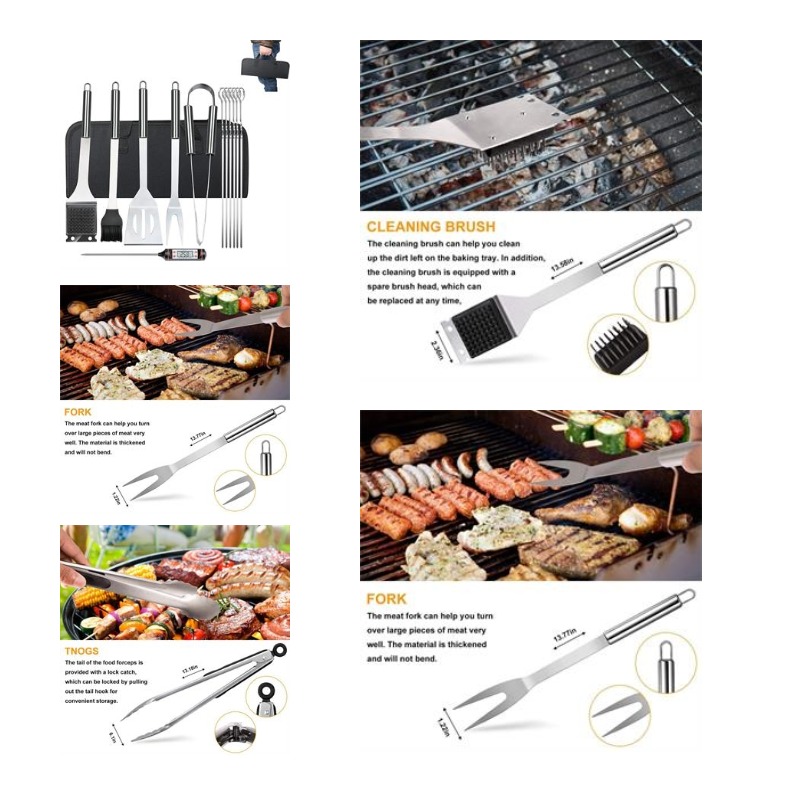 CLEANING BRUSH
The cleaning brush can help you clean
up the dirt left on the baking tray. In addition,
the cleaning brush is equipped with a
spare brush head, which can
be replaced at any time,
13.58in
2.36in
FORK
The meat fork can help you turn
over large pieces of meat very
well. The material is thickened
and will not bend.
13.77in
1.22in
TNOGS
The tail of the food forceps is
provided with a lock catch,
which can be locked by pulling
out the tail hook for
convenient storage.
FORK
The meat fork can help you turn
over large pieces of meat very
well. The material is thickened
and will not bend.
13.77in
1.22in